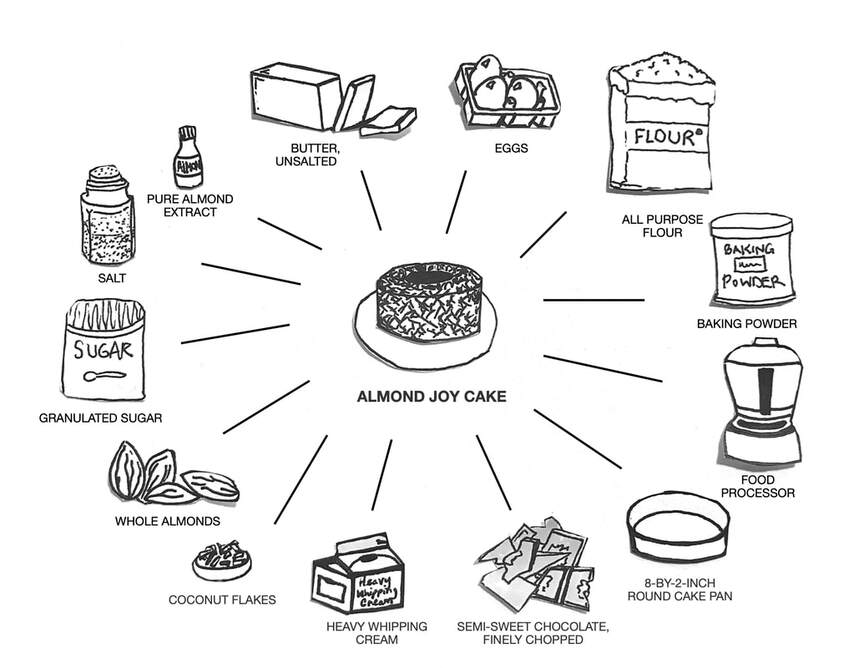 BUTTER,
UNSALTED
EGGS
FLOUR
ALL PURPOSE
FLOUR
ALMOND
PURE ALMOND
EXTRACT
SALT
BAKING
POWDER
BAKING POWDER
SUGAR
GRANULATED SUGAR
ALMOND JOY CAKE
FOOD
PROCESSOR
WHOLE ALMONDS
COCONUT FLAKES
Heavy
Whipping
Cream
HEAVY WHIPPING
CREAM
SEMI-SWEET CHOCOLATE,
FINELY CHOPPED
8-BY-2-INCH
ROUND CAKE PAN